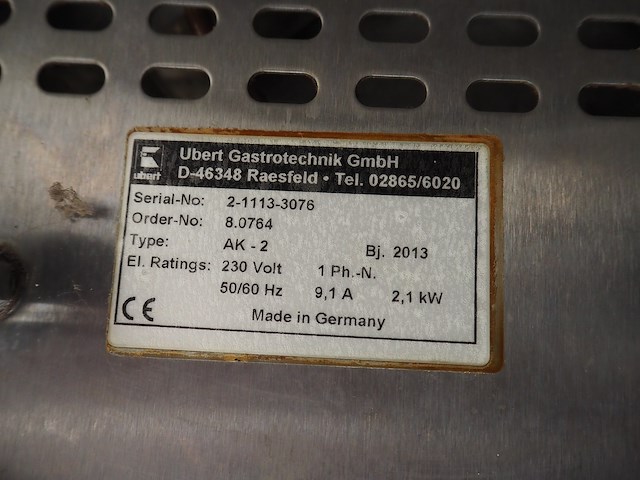 ubert
Ubert Gastrotechnik GmbH
D-46348 Raesfeld • Tel. 02865/6020
Serial-No: 2-1113-3076
Order-No: 8.0764
Type: AK - 2 Bj. 2013
El. Ratings: 230 Volt 1 Ph.-N.
50/60 Hz 9,1 A 2,1 kW
CE Made in Germany